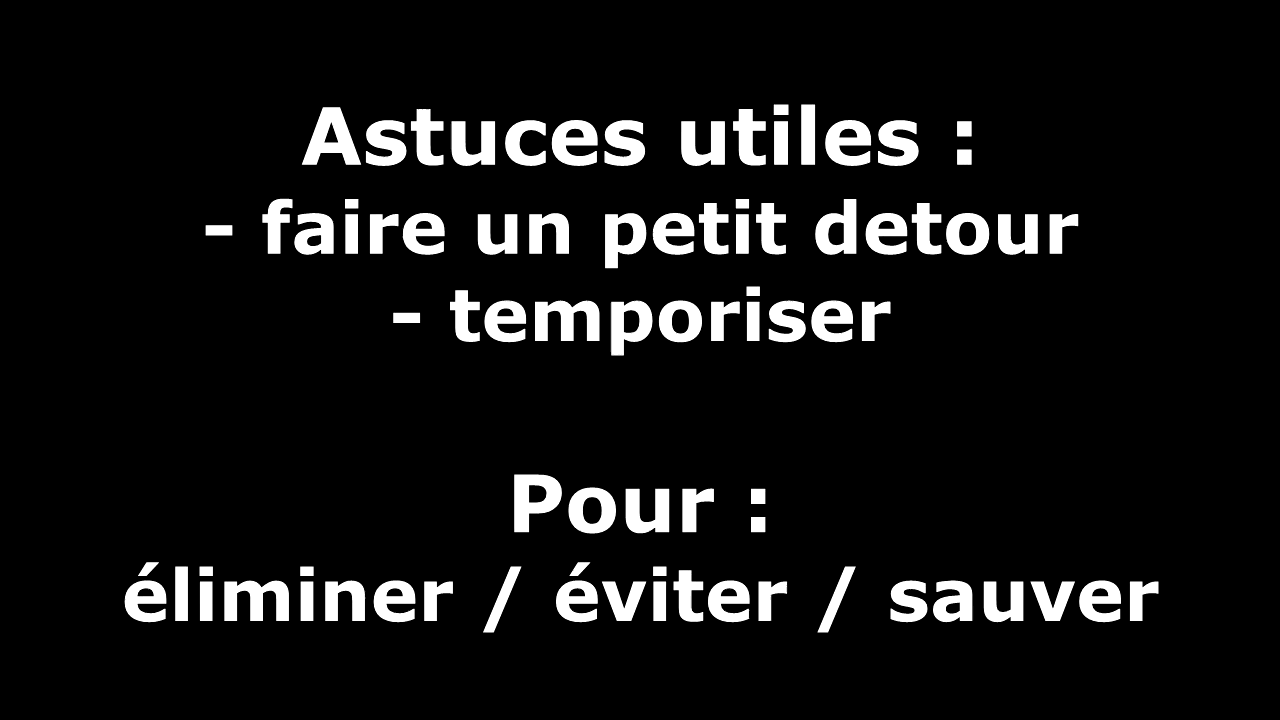 Astuces utiles :
- faire un petit detour
- temporiser
Pour :
éliminer / éviter / sauver